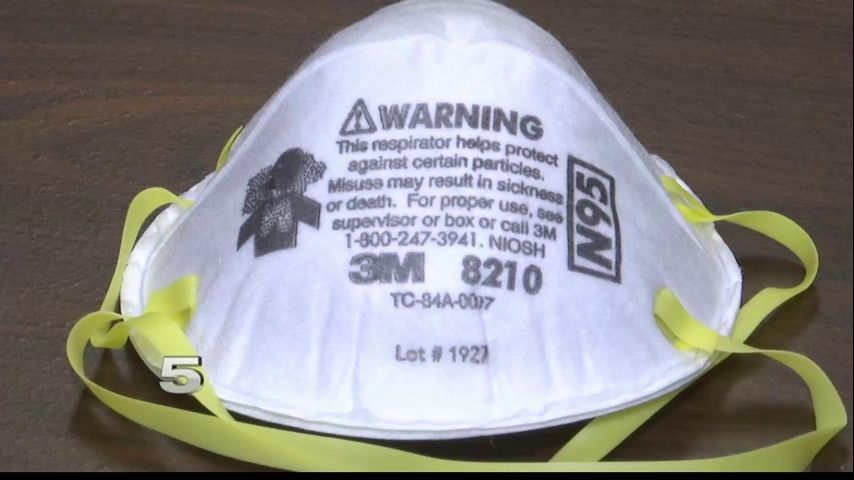 WARNING
This respirator helps protect
against certain particles.
Misuse may result in sickness
or death. For proper use, see
supervisor or box or call 3M
1-800-247-3941. NIOSH
3M 8210
TC-84A-0007
Lot # 1927
N95
5